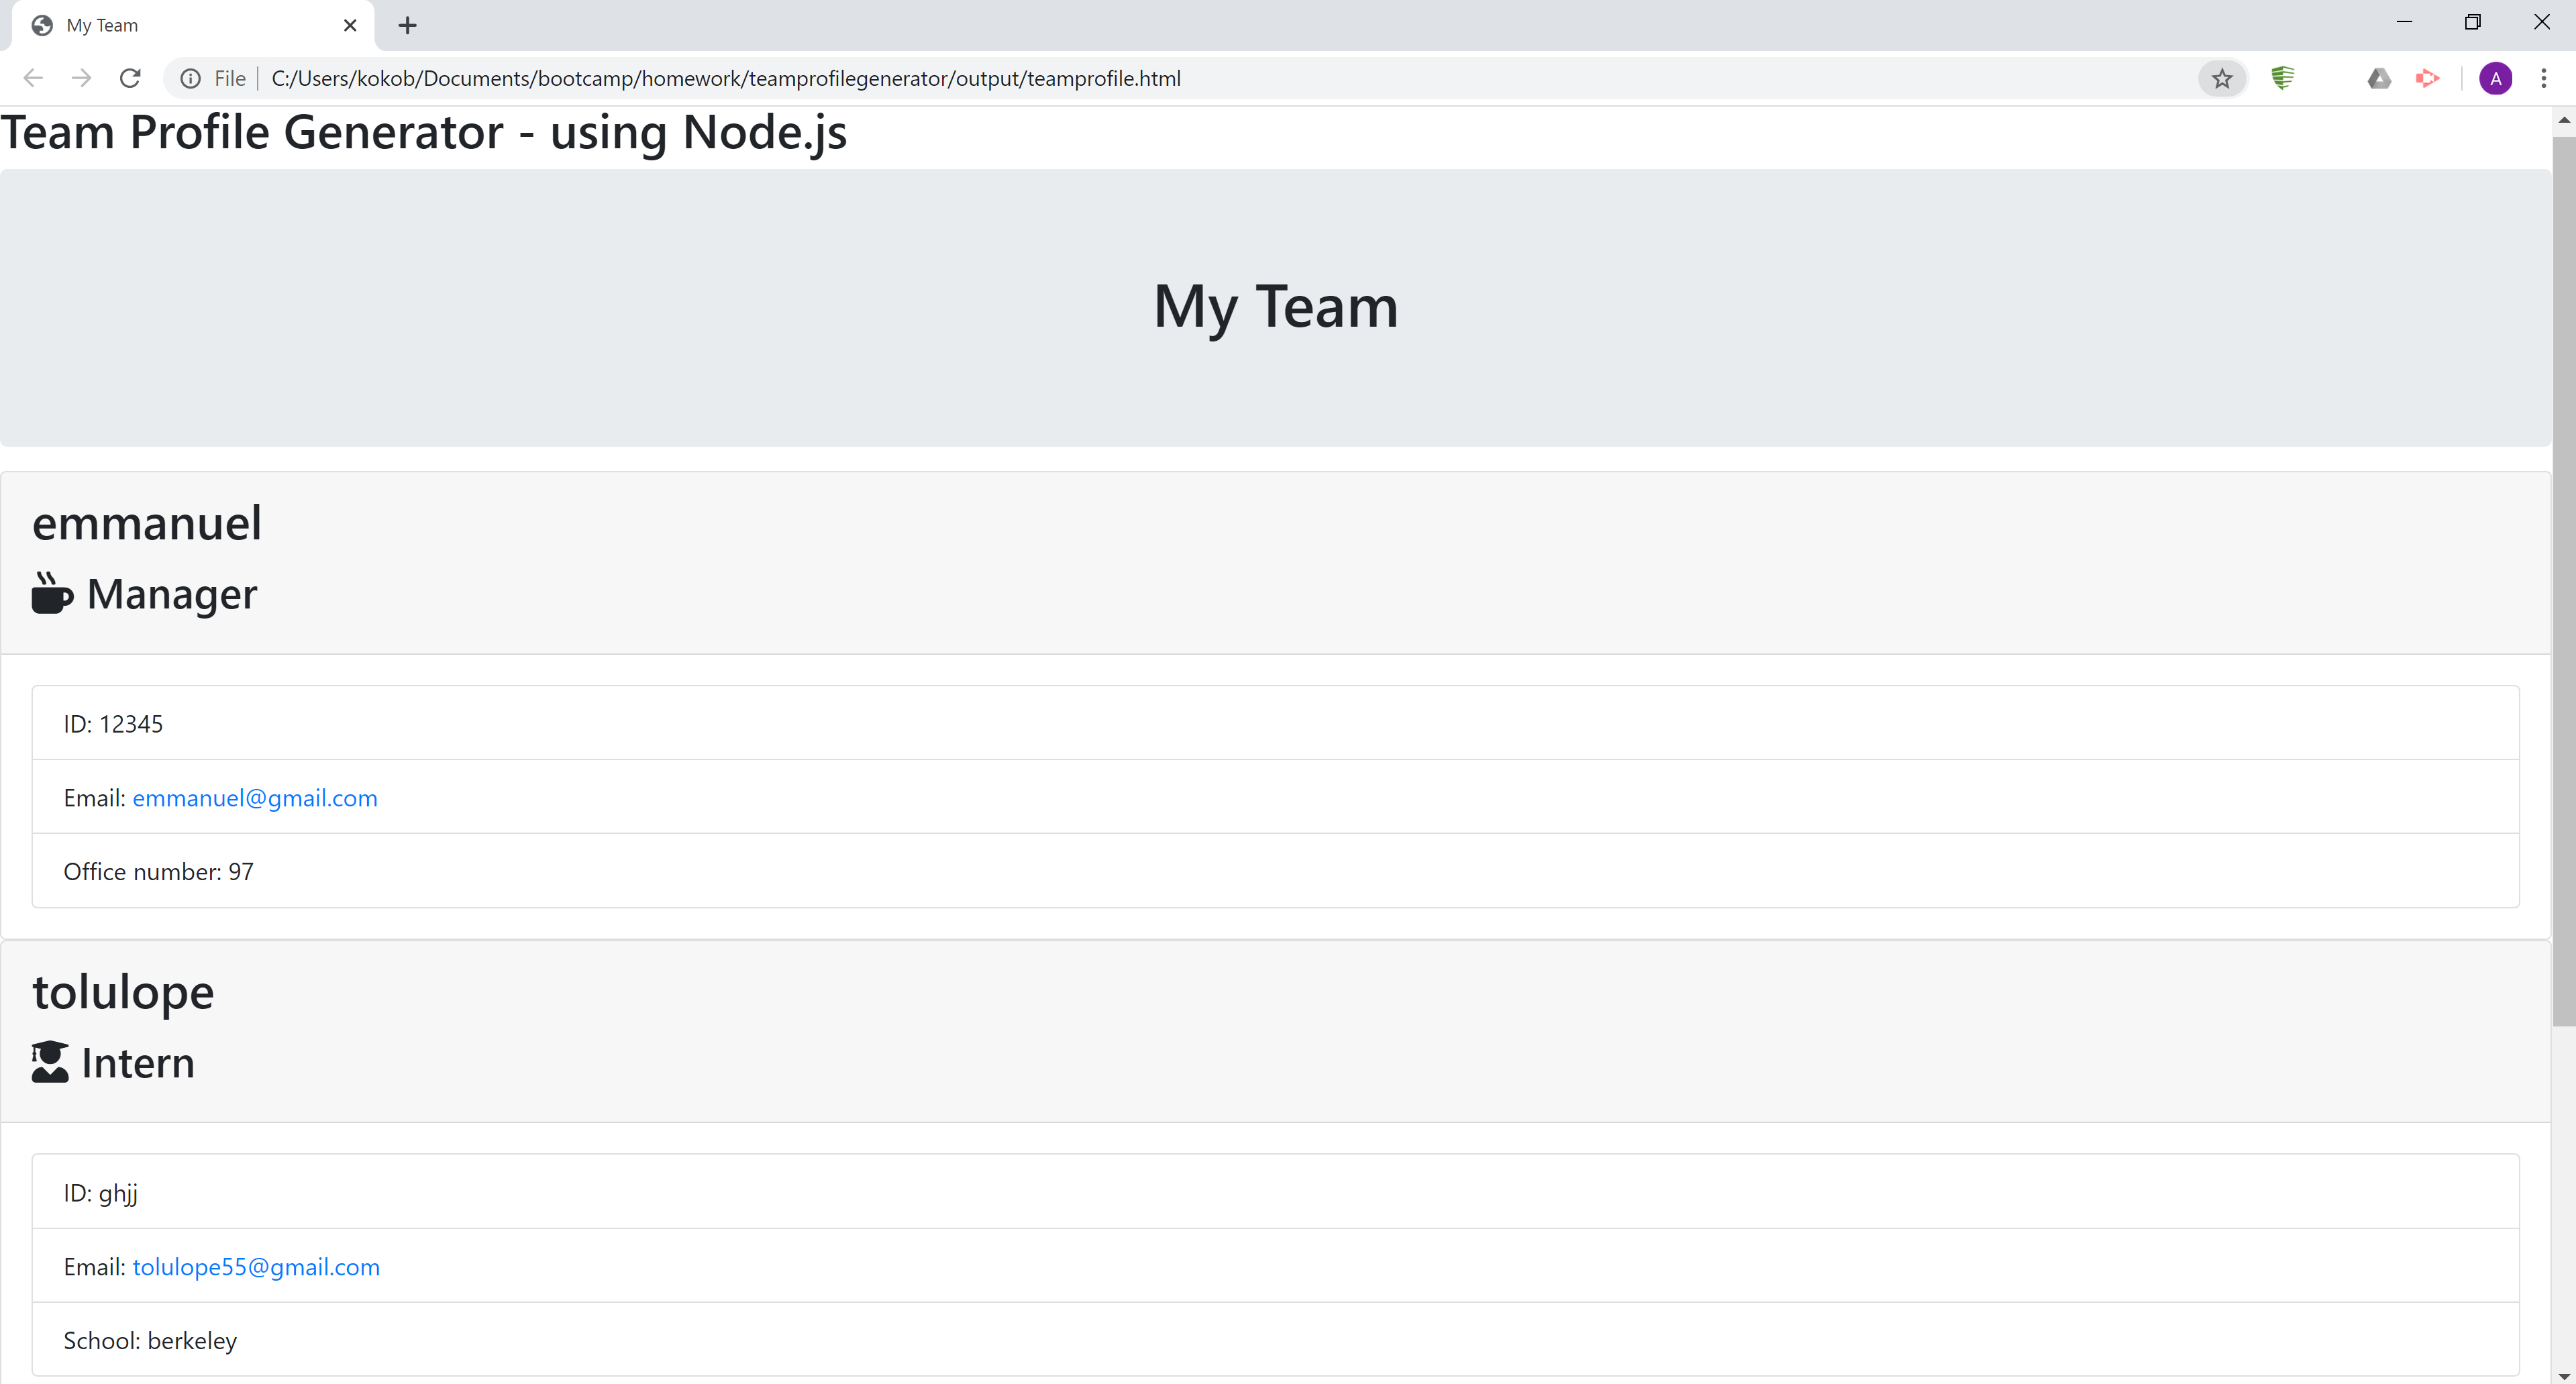 My Team
File
C:/Users/kokob/Documents/bootcamp/homework/teamprofilegenerator/output/teamprofile.html
A
Team Profile Generator - using Node.js
My Team
emmanuel
Manager
ID: 12345
Email: emmanuel@gmail.com
Office number: 97
tolulope
Intern
ID: ghjj
Email: tolulope55@gmail.com
School: berkeley